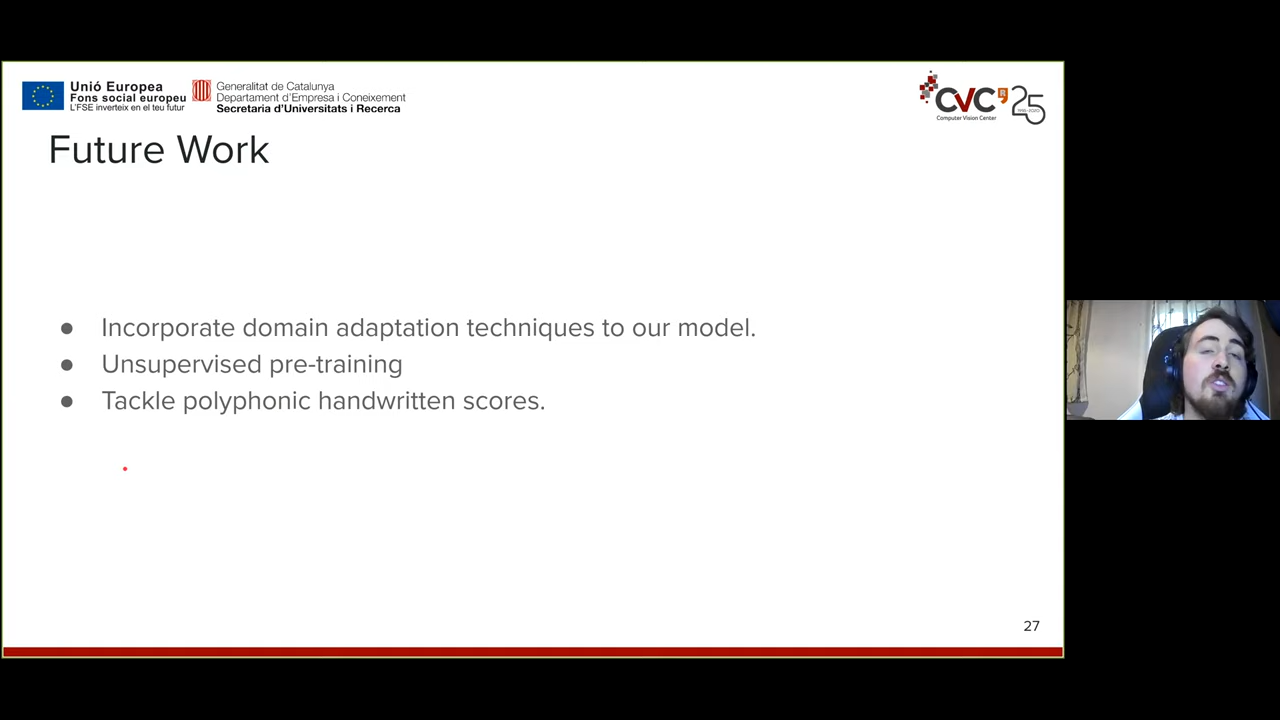 Unió Europea
Fons social europeu
L'FSE inverteix en el teu futur
Generalitat de Catalunya
Departament d'Empresa i Coneixement
Secretaria d'Universitats i Recerca
CVC
Computer Vision Center
25
Future Work
● Incorporate domain adaptation techniques to our model.
● Unsupervised pre-training
● Tackle polyphonic handwritten scores.
27